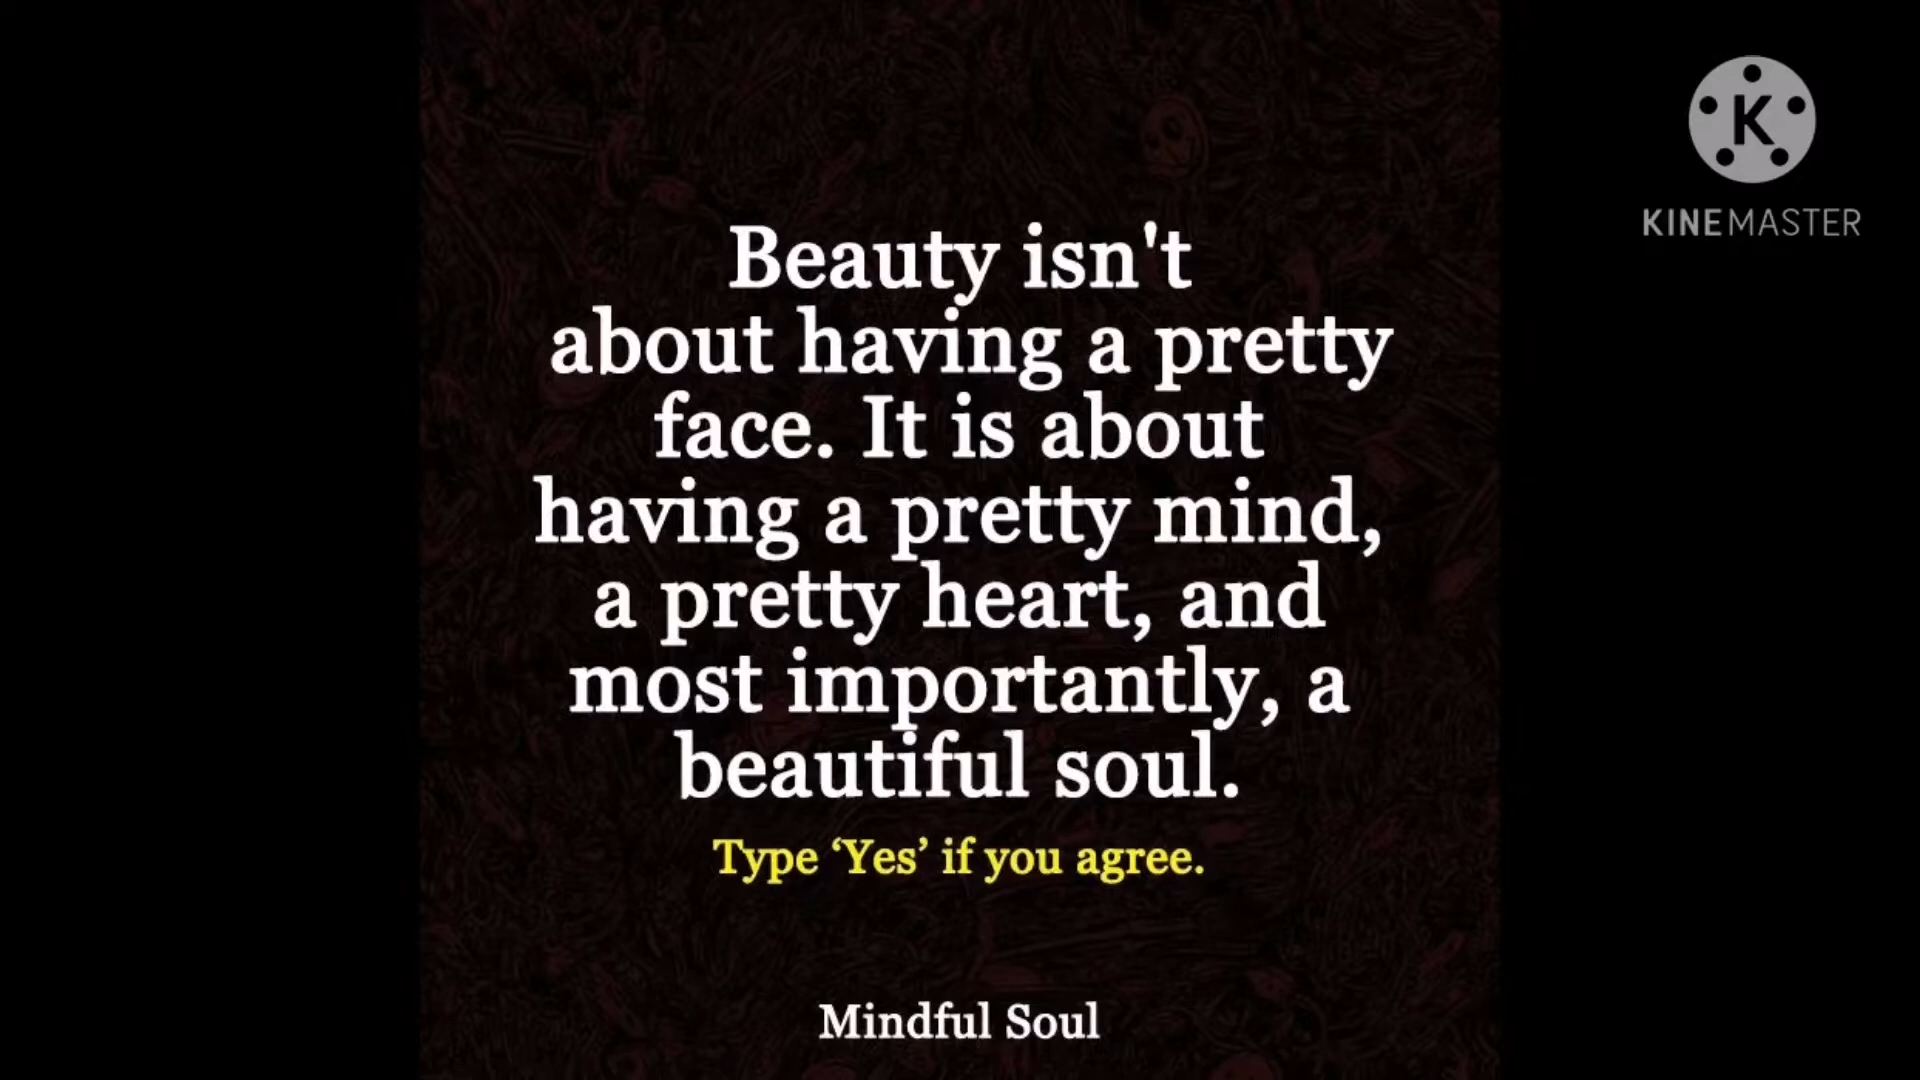 Beauty isn't
about having a pretty
face. It is about
having a pretty mind,
a pretty heart, and
most importantly, a
beautiful soul.
Type ‘Yes’ if you agree.
Mindful Soul
K
KINEMASTER